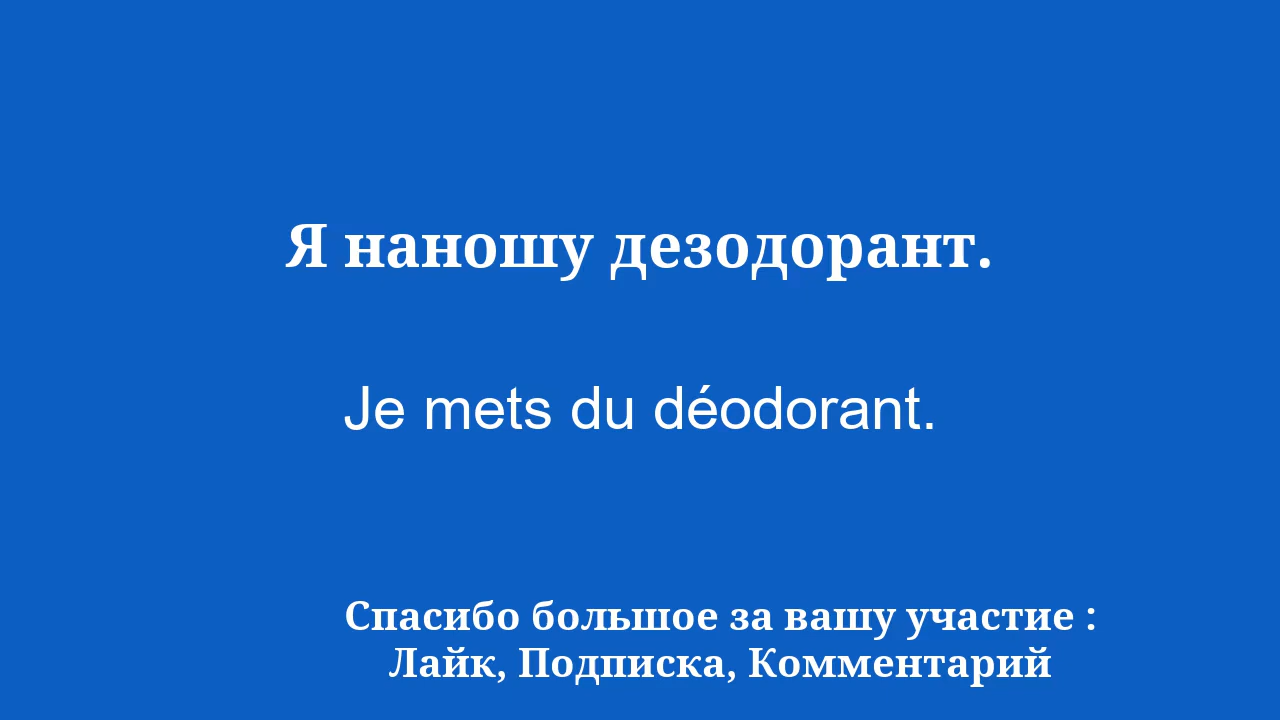 Я наношу дезодорант.
Je mets du déodorant.
Спасибо большое за вашу участие :
Лайк, Подписка, Комментарий